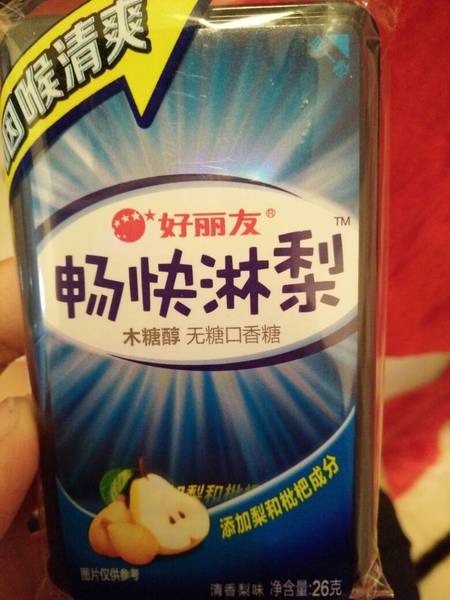 喉清爽
好丽友®
畅快淋梨™
木糖醇 无糖口香糖
添加梨和枇杷成分
图片仅供参考
清香梨味 净含量:26克